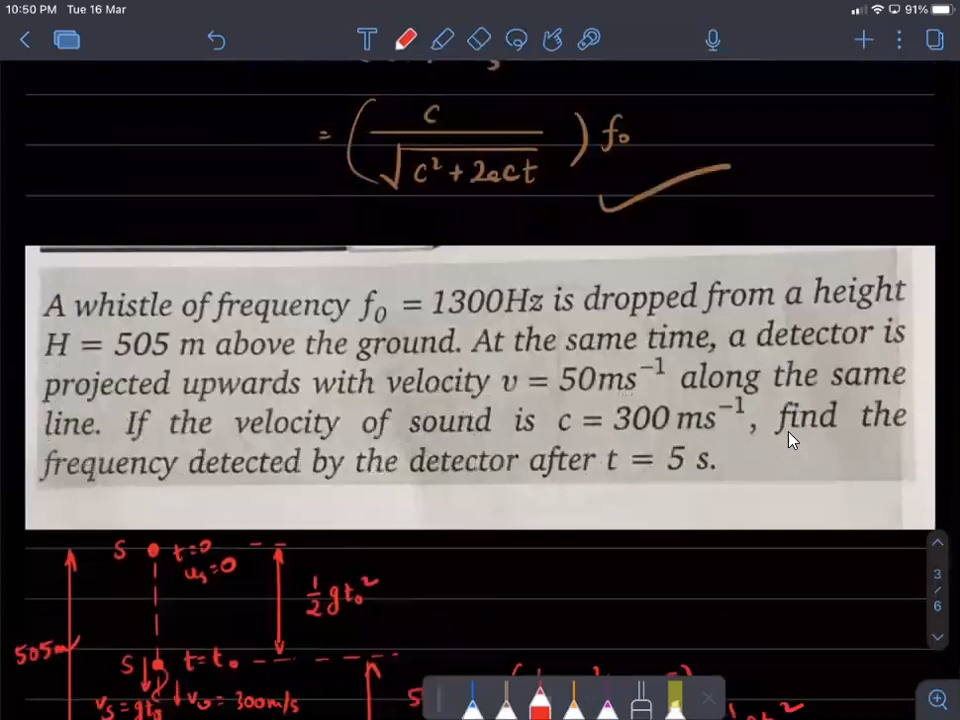 10:50 PM Tue 16 Mar
91%
= ( c / √c² + 2act ) f₀
A whistle of frequency f₀ = 1300Hz is dropped from a height
H = 505 m above the ground. At the same time, a detector is
projected upwards with velocity v = 50ms⁻¹ along the same
line. If the velocity of sound is c = 300 ms⁻¹, find the
frequency detected by the detector after t = 5 s.
S t=0
uₛ=0
1/2 gt₀²
505m
S t=t₀
vₛ=gt₀ v₀ = 300m/s
5
3
/
6